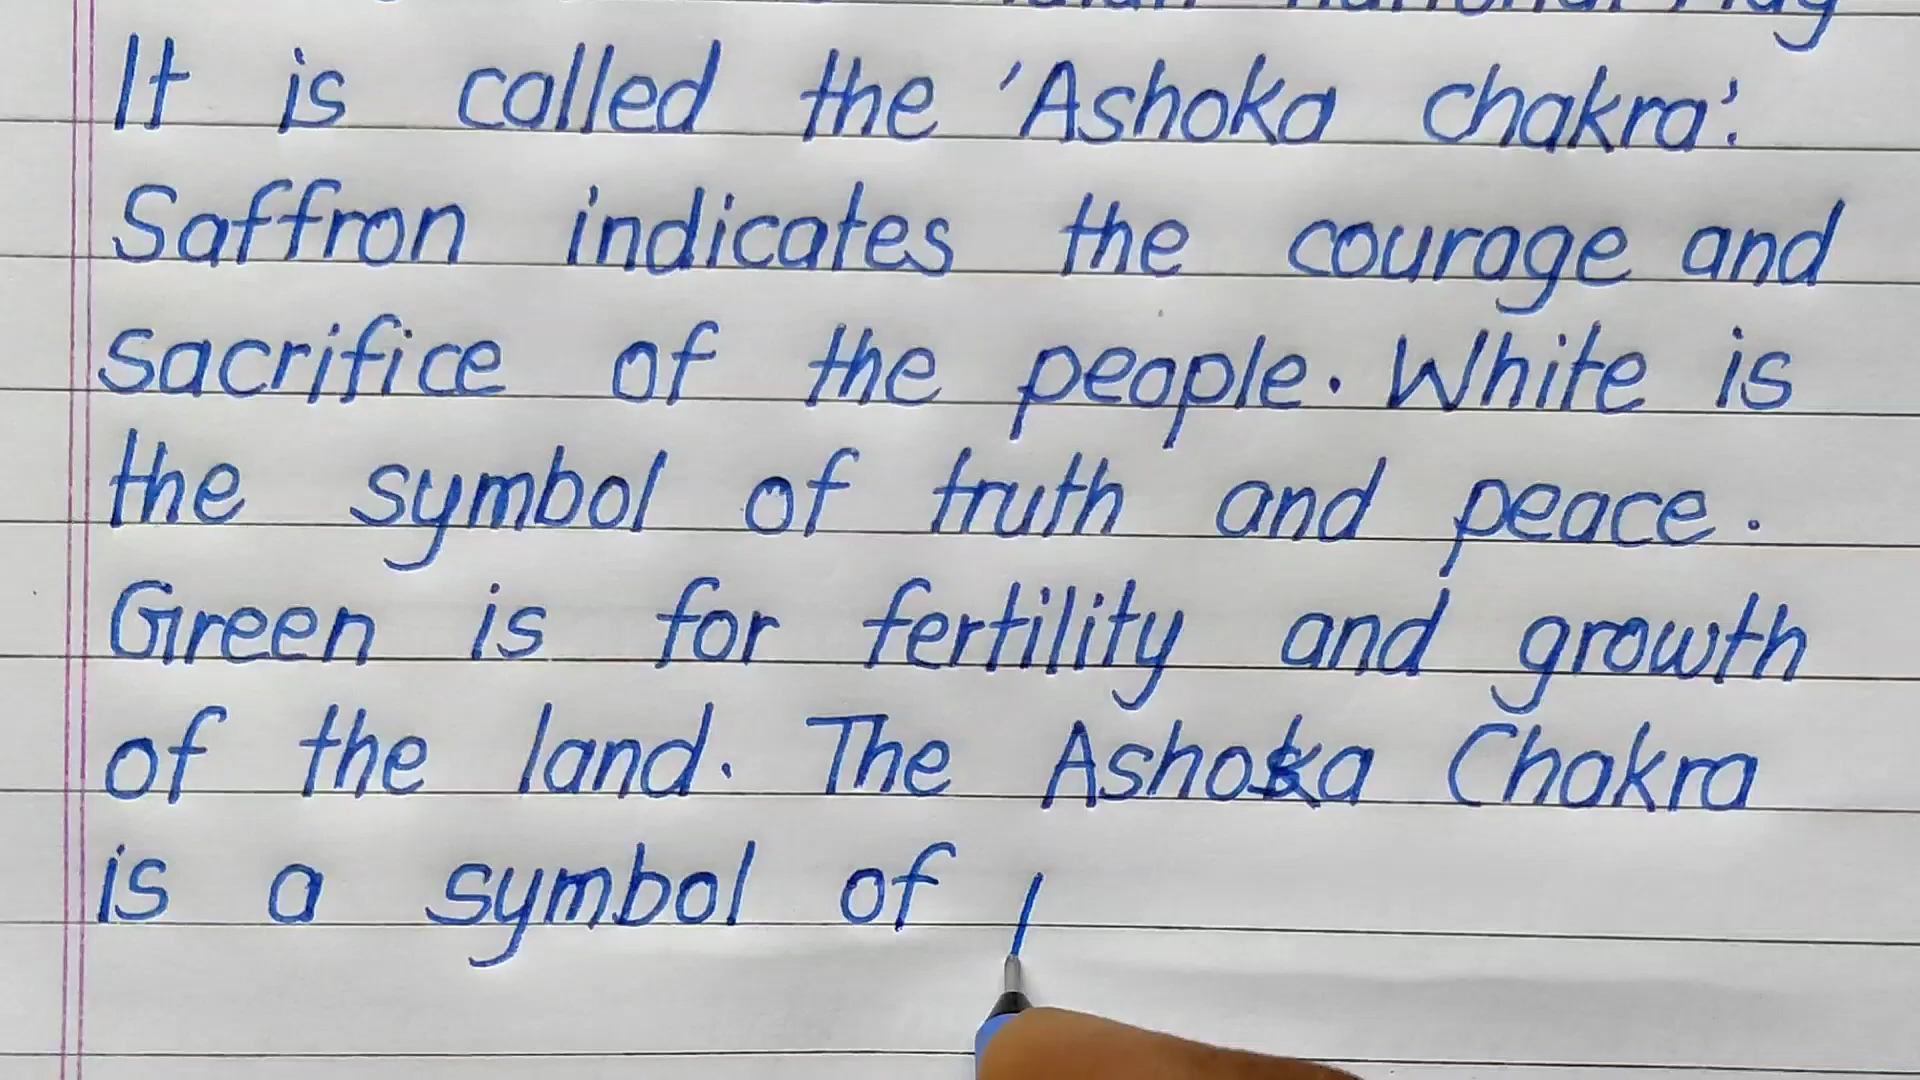 national flag
It is called the 'Ashoka chakra'.
Saffron indicates the courage and
sacrifice of the people. White is
the symbol of truth and peace.
Green is for fertility and growth
of the land. The Ashoka Chakra
is a symbol of